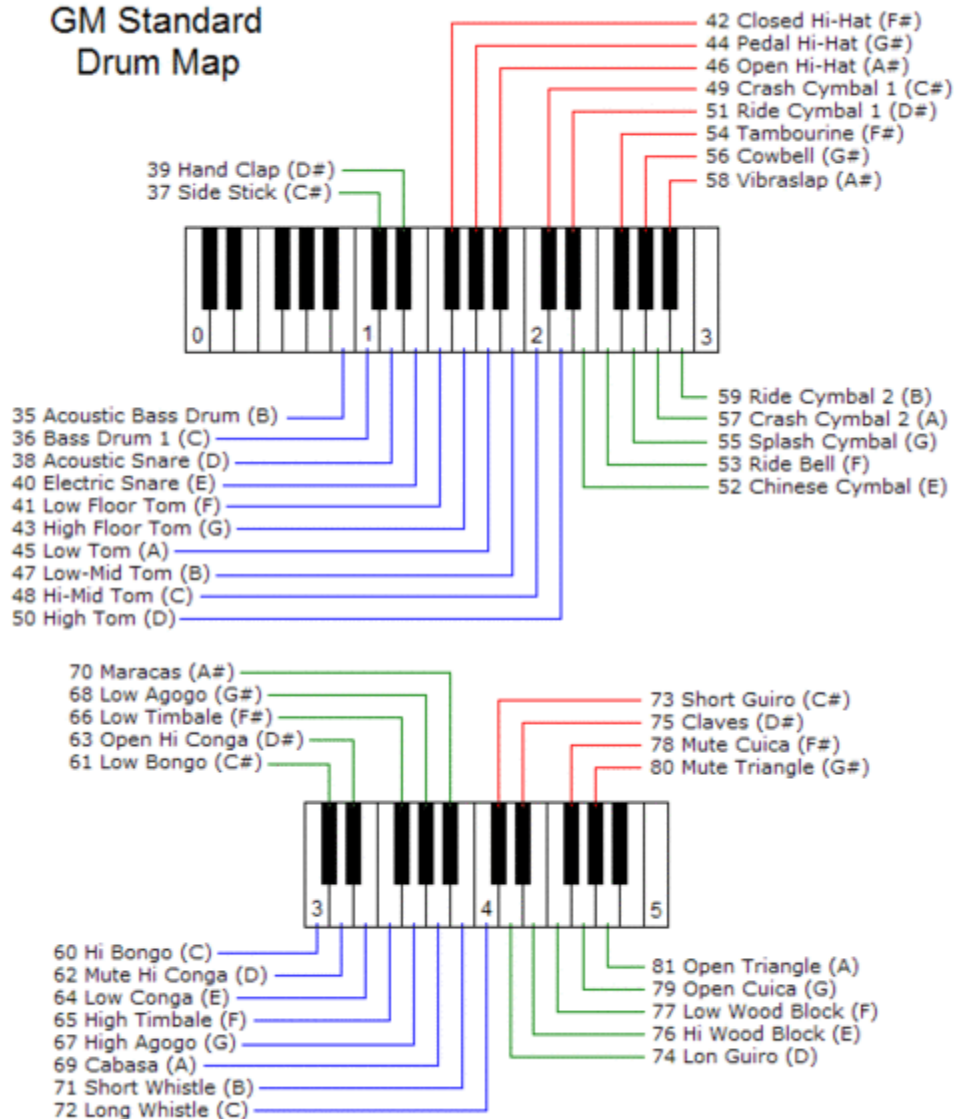 GM Standard
Drum Map
42 Closed Hi-Hat (F#)
44 Pedal Hi-Hat (G#)
46 Open Hi-Hat (A#)
49 Crash Cymbal 1 (C#)
51 Ride Cymbal 1 (D#)
54 Tambourine (F#)
56 Cowbell (G#)
58 Vibraslap (A#)
39 Hand Clap (D#)
37 Side Stick (C#)
0 1 2 3
35 Acoustic Bass Drum (B)
36 Bass Drum 1 (C)
38 Acoustic Snare (D)
40 Electric Snare (E)
41 Low Floor Tom (F)
43 High Floor Tom (G)
45 Low Tom (A)
47 Low-Mid Tom (B)
48 Hi-Mid Tom (C)
50 High Tom (D)
59 Ride Cymbal 2 (B)
57 Crash Cymbal 2 (A)
55 Splash Cymbal (G)
53 Ride Bell (F)
52 Chinese Cymbal (E)
70 Maracas (A#)
68 Low Agogo (G#)
66 Low Timbale (F#)
63 Open Hi Conga (D#)
61 Low Bongo (C#)
73 Short Guiro (C#)
75 Claves (D#)
78 Mute Cuica (F#)
80 Mute Triangle (G#)
3 4 5
60 Hi Bongo (C)
62 Mute Hi Conga (D)
64 Low Conga (E)
65 High Timbale (F)
67 High Agogo (G)
69 Cabasa (A)
71 Short Whistle (B)
72 Long Whistle (C)
81 Open Triangle (A)
79 Open Cuica (G)
77 Low Wood Block (F)
76 Hi Wood Block (E)
74 Lon Guiro (D)